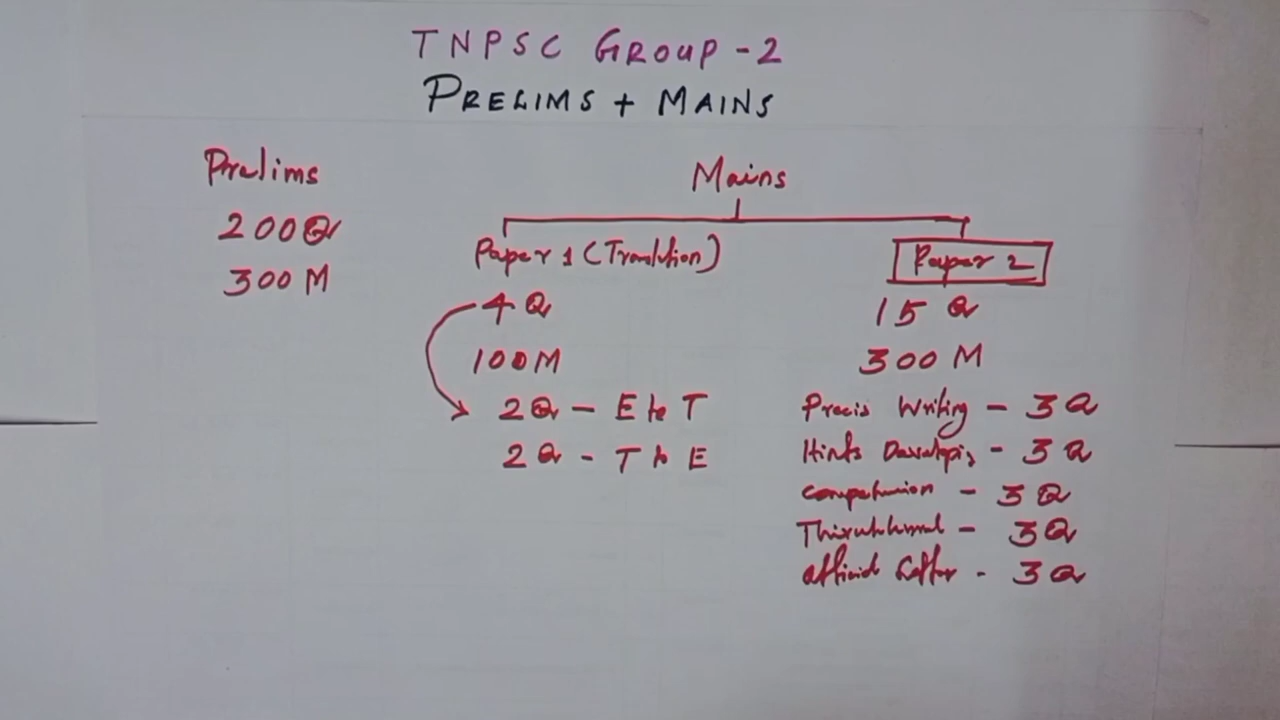 TNPSC GROUP - 2
PRELIMS + MAINS
Prelims
200Q
300 M
Mains
Paper 1 (Translation)
4 Q
100M
2Q - E to T
2Q - T to E
Paper 2
15 Q
300 M
Precis Writing - 3Q
Hints Developing - 3Q
Comprehension - 3Q
Thirukkural - 3Q
official Letter - 3Q